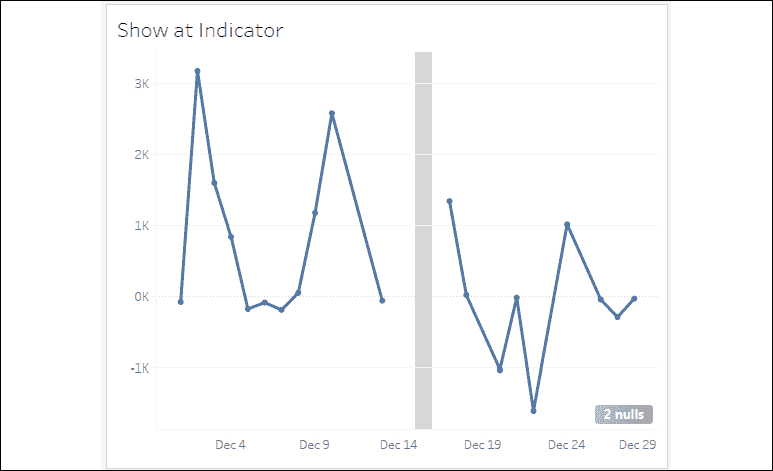 Show at Indicator
3K
2K
1K
0K
-1K
2 nulls
Dec 4 Dec 9 Dec 14 Dec 19 Dec 24 Dec 29